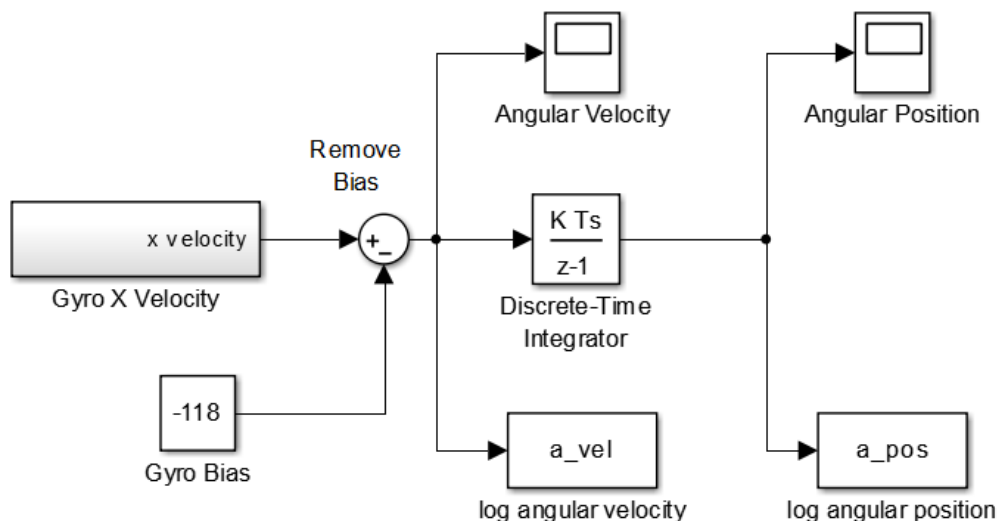 Angular Velocity
Angular Position
Remove
Bias
x velocity
+
−
K Ts
z-1
Gyro X Velocity
Discrete-Time
Integrator
-118
Gyro Bias
a_vel
a_pos
log angular velocity
log angular position